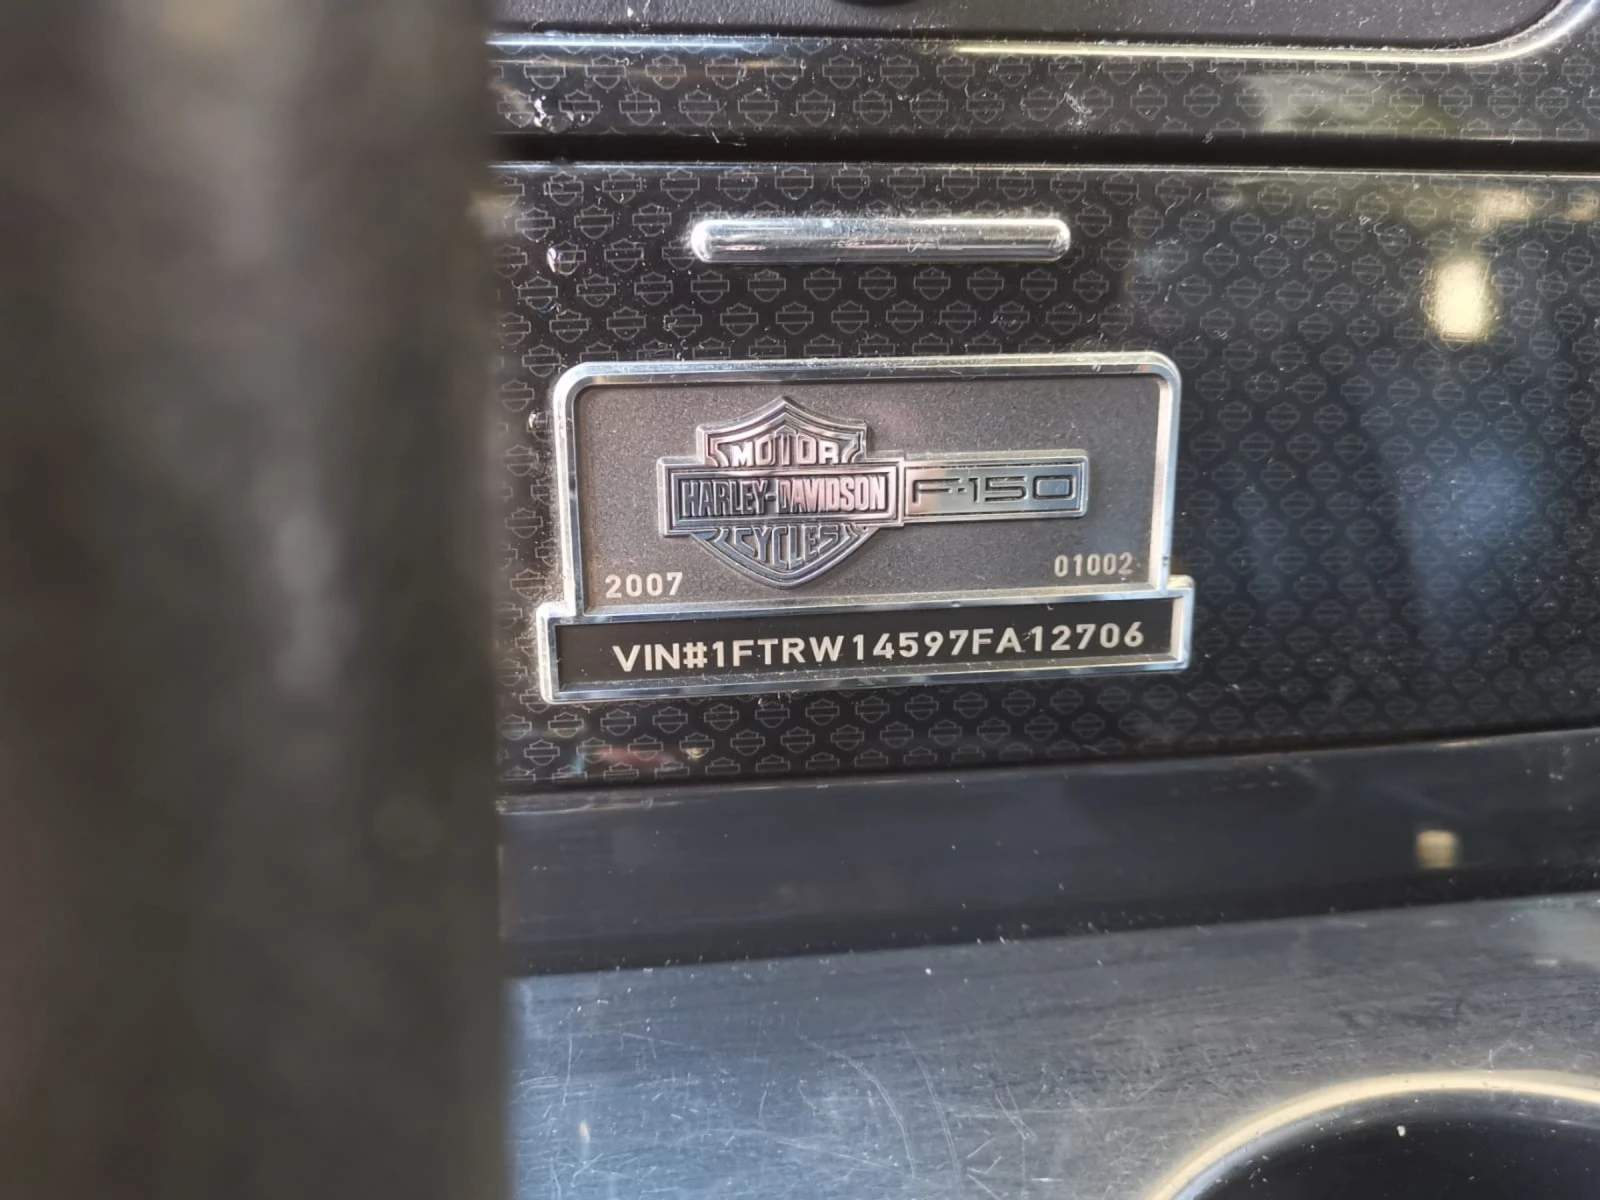 MOTOR
HARLEY-DAVIDSON F-150
CYCLES
2007 01002
VIN#1FTRW14597FA12706